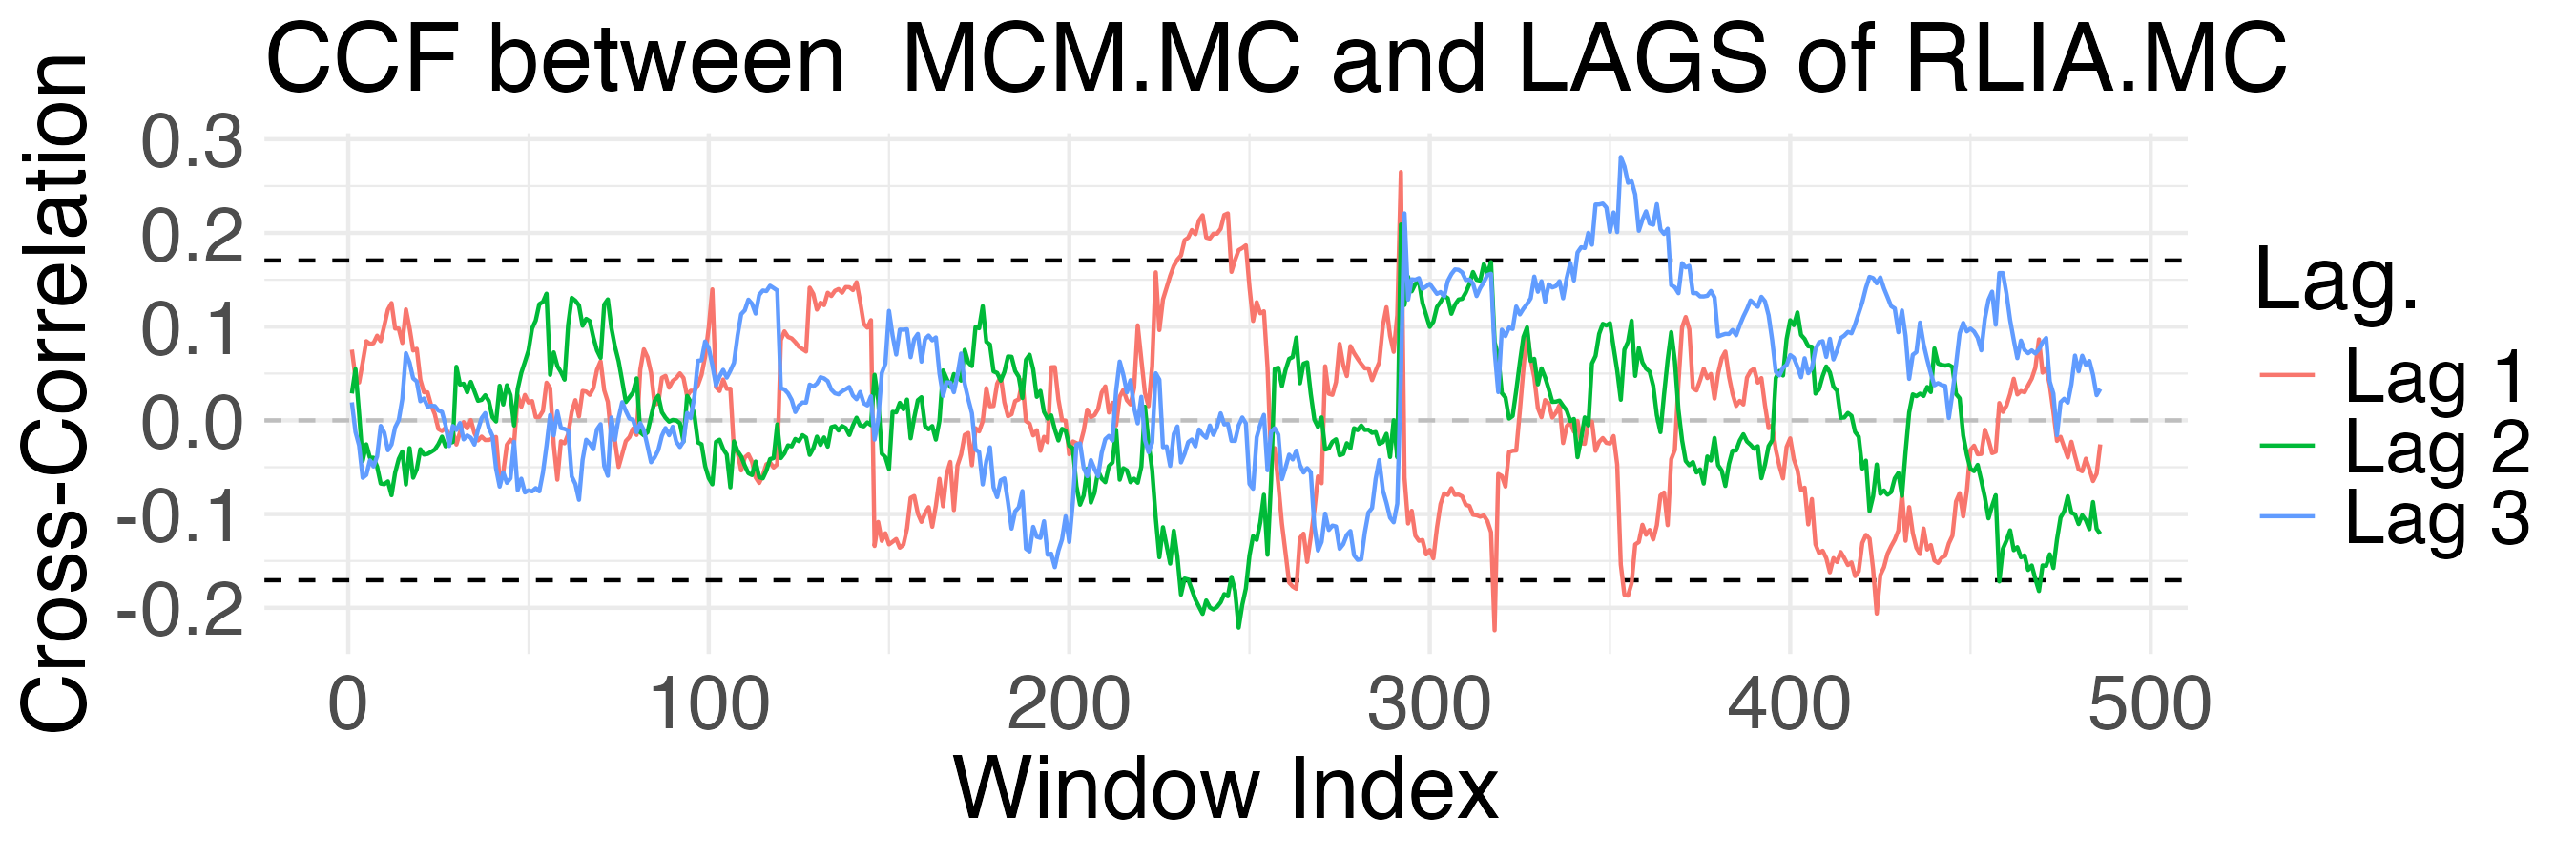 CCF between  MCM.MC and LAGS of RLIA.MC
Cross-Correlation
0.3
0.2
0.1
0.0
-0.1
-0.2
0 100 200 300 400 500
Window Index
Lag.
Lag 1
Lag 2
Lag 3